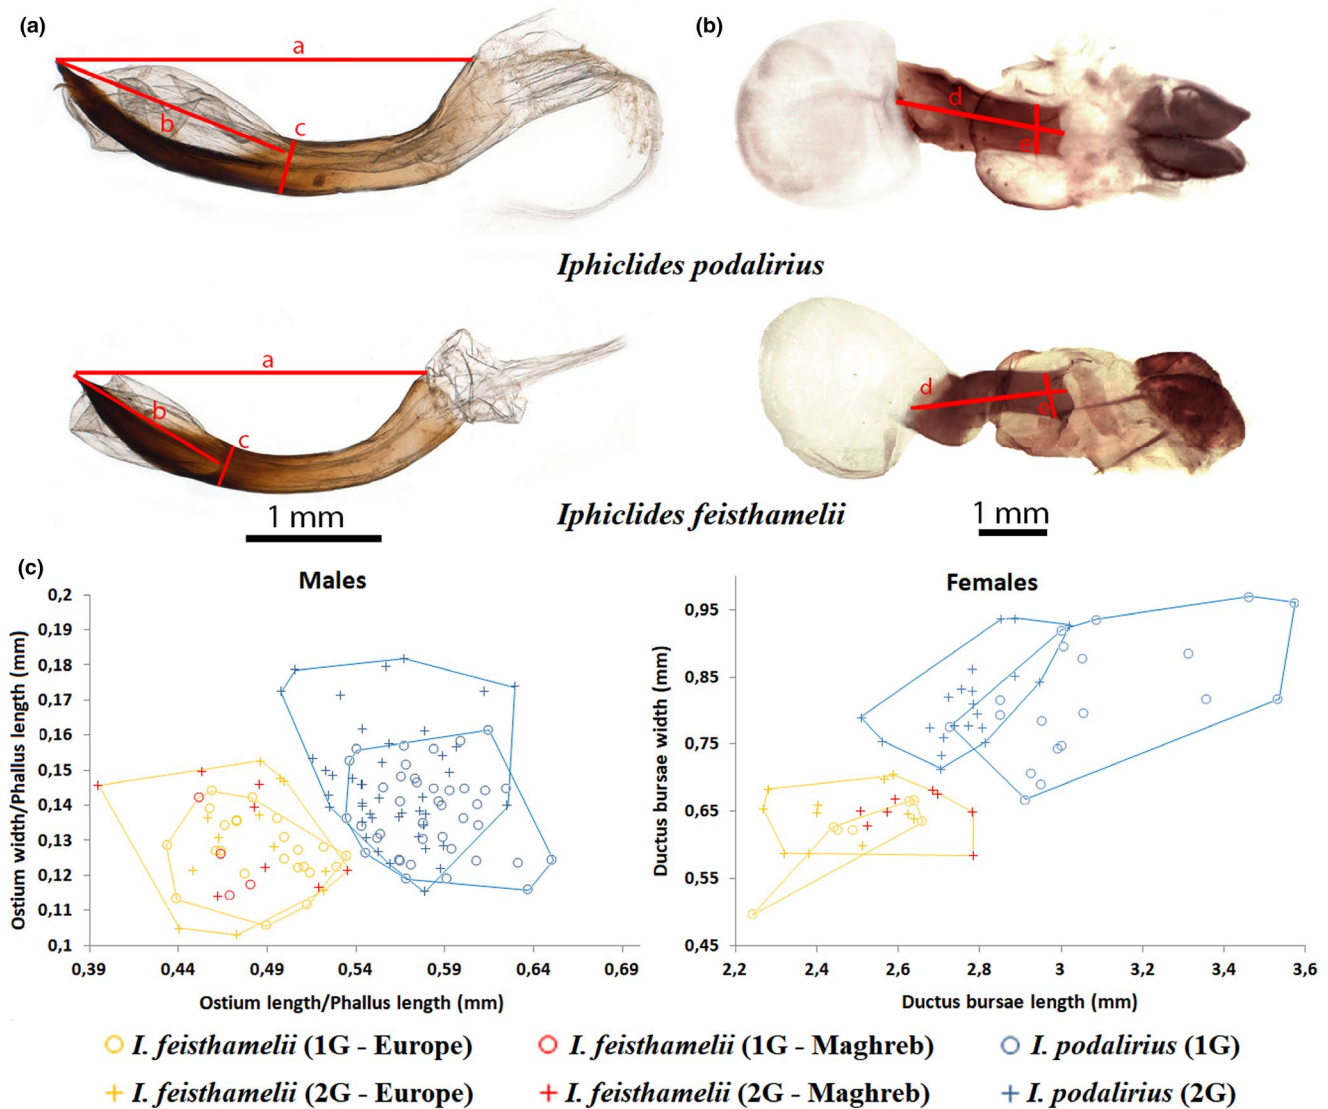 (a)
(b)
a
b
c
d
e
Iphiclides podalirius
a
b
c
d
e
1 mm
Iphiclides feisthamelii
1 mm
(c)
Males
Females
Ostium width/Phallus length (mm)
0,2
0,19
0,18
0,17
0,16
0,15
0,14
0,13
0,12
0,11
0,1
0,39
0,44
0,49
0,54
0,59
0,64
0,69
Ostium length/Phallus length (mm)
Ductus bursae width (mm)
0,95
0,85
0,75
0,65
0,55
0,45
2,2
2,4
2,6
2,8
3
3,2
3,4
3,6
Ductus bursae length (mm)
I. feisthamelii (1G - Europe)
I. feisthamelii (1G - Maghreb)
I. podalirius (1G)
I. feisthamelii (2G - Europe)
I. feisthamelii (2G - Maghreb)
I. podalirius (2G)